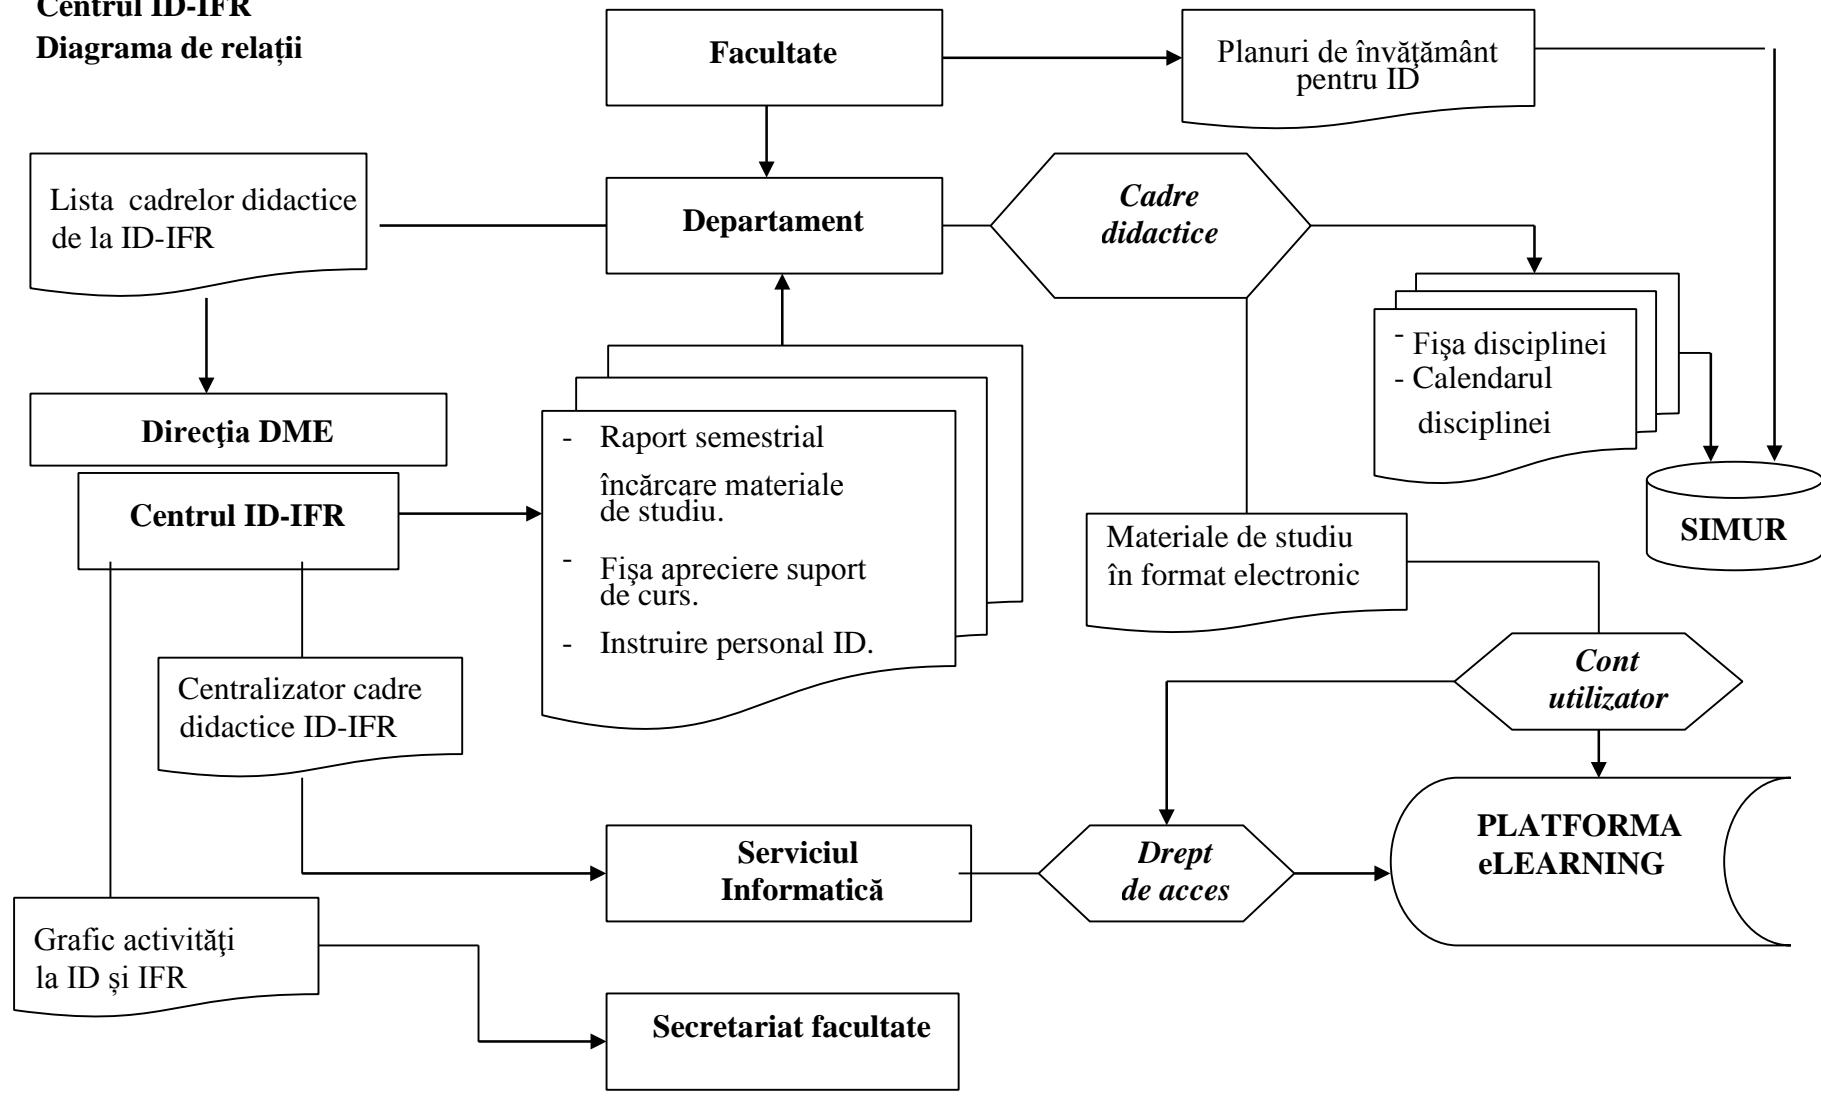 Centrul ID-IFR
Diagrama de relații
Facultate
Planuri de învăţământ
pentru ID
Lista cadrelor didactice
de la ID-IFR
Departament
Cadre
didactice
- Fişa disciplinei
- Calendarul
disciplinei
Direcţia DME
Centrul ID-IFR
- Raport semestrial
încărcare materiale
de studiu.
- Fişa apreciere suport
de curs.
- Instruire personal ID.
SIMUR
Materiale de studiu
în format electronic
Cont
utilizator
Centralizator cadre
didactice ID-IFR
Serviciul
Informatică
Drept
de acces
PLATFORMA
eLEARNING
Grafic activităţi
la ID și IFR
Secretariat facultate